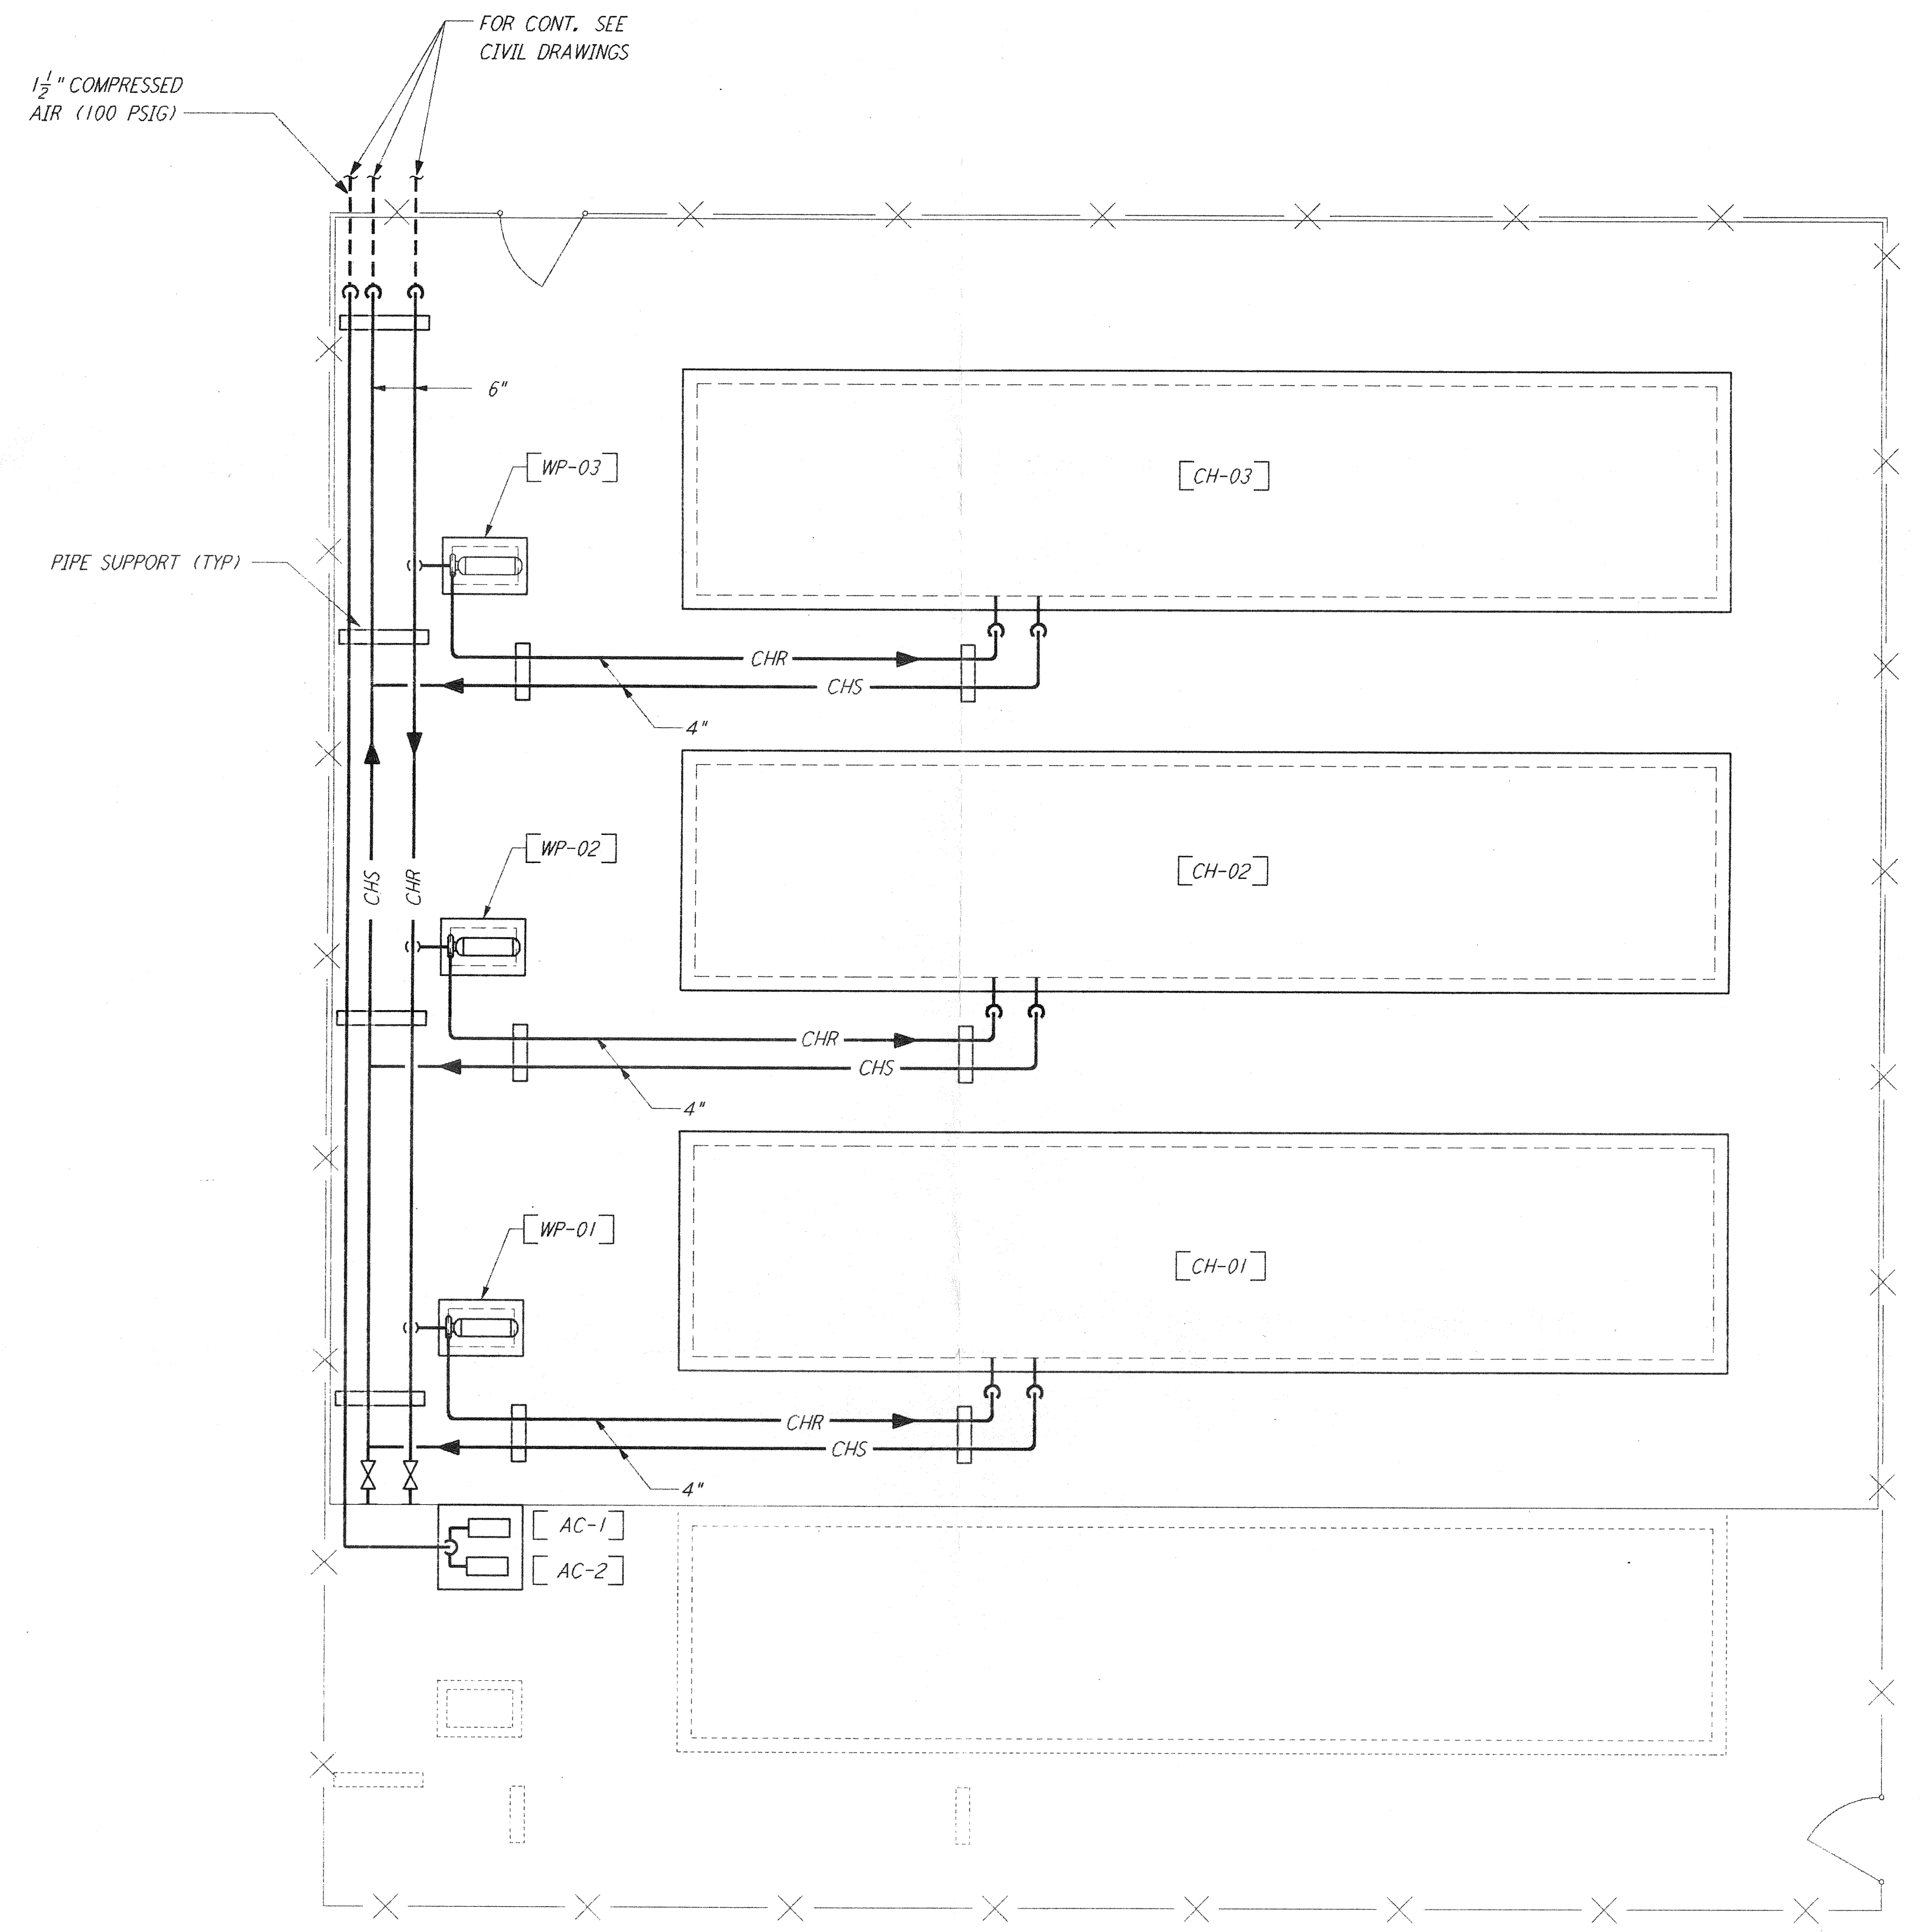 FOR CONT. SEE
CIVIL DRAWINGS
1 1/2" COMPRESSED
AIR (100 PSIG)
6"
[WP-03]
[CH-03]
PIPE SUPPORT (TYP)
CHR
CHS
4"
[WP-02]
[CH-02]
CHS
CHR
CHR
CHS
4"
[WP-01]
[CH-01]
CHR
CHS
4"
[AC-1]
[AC-2]